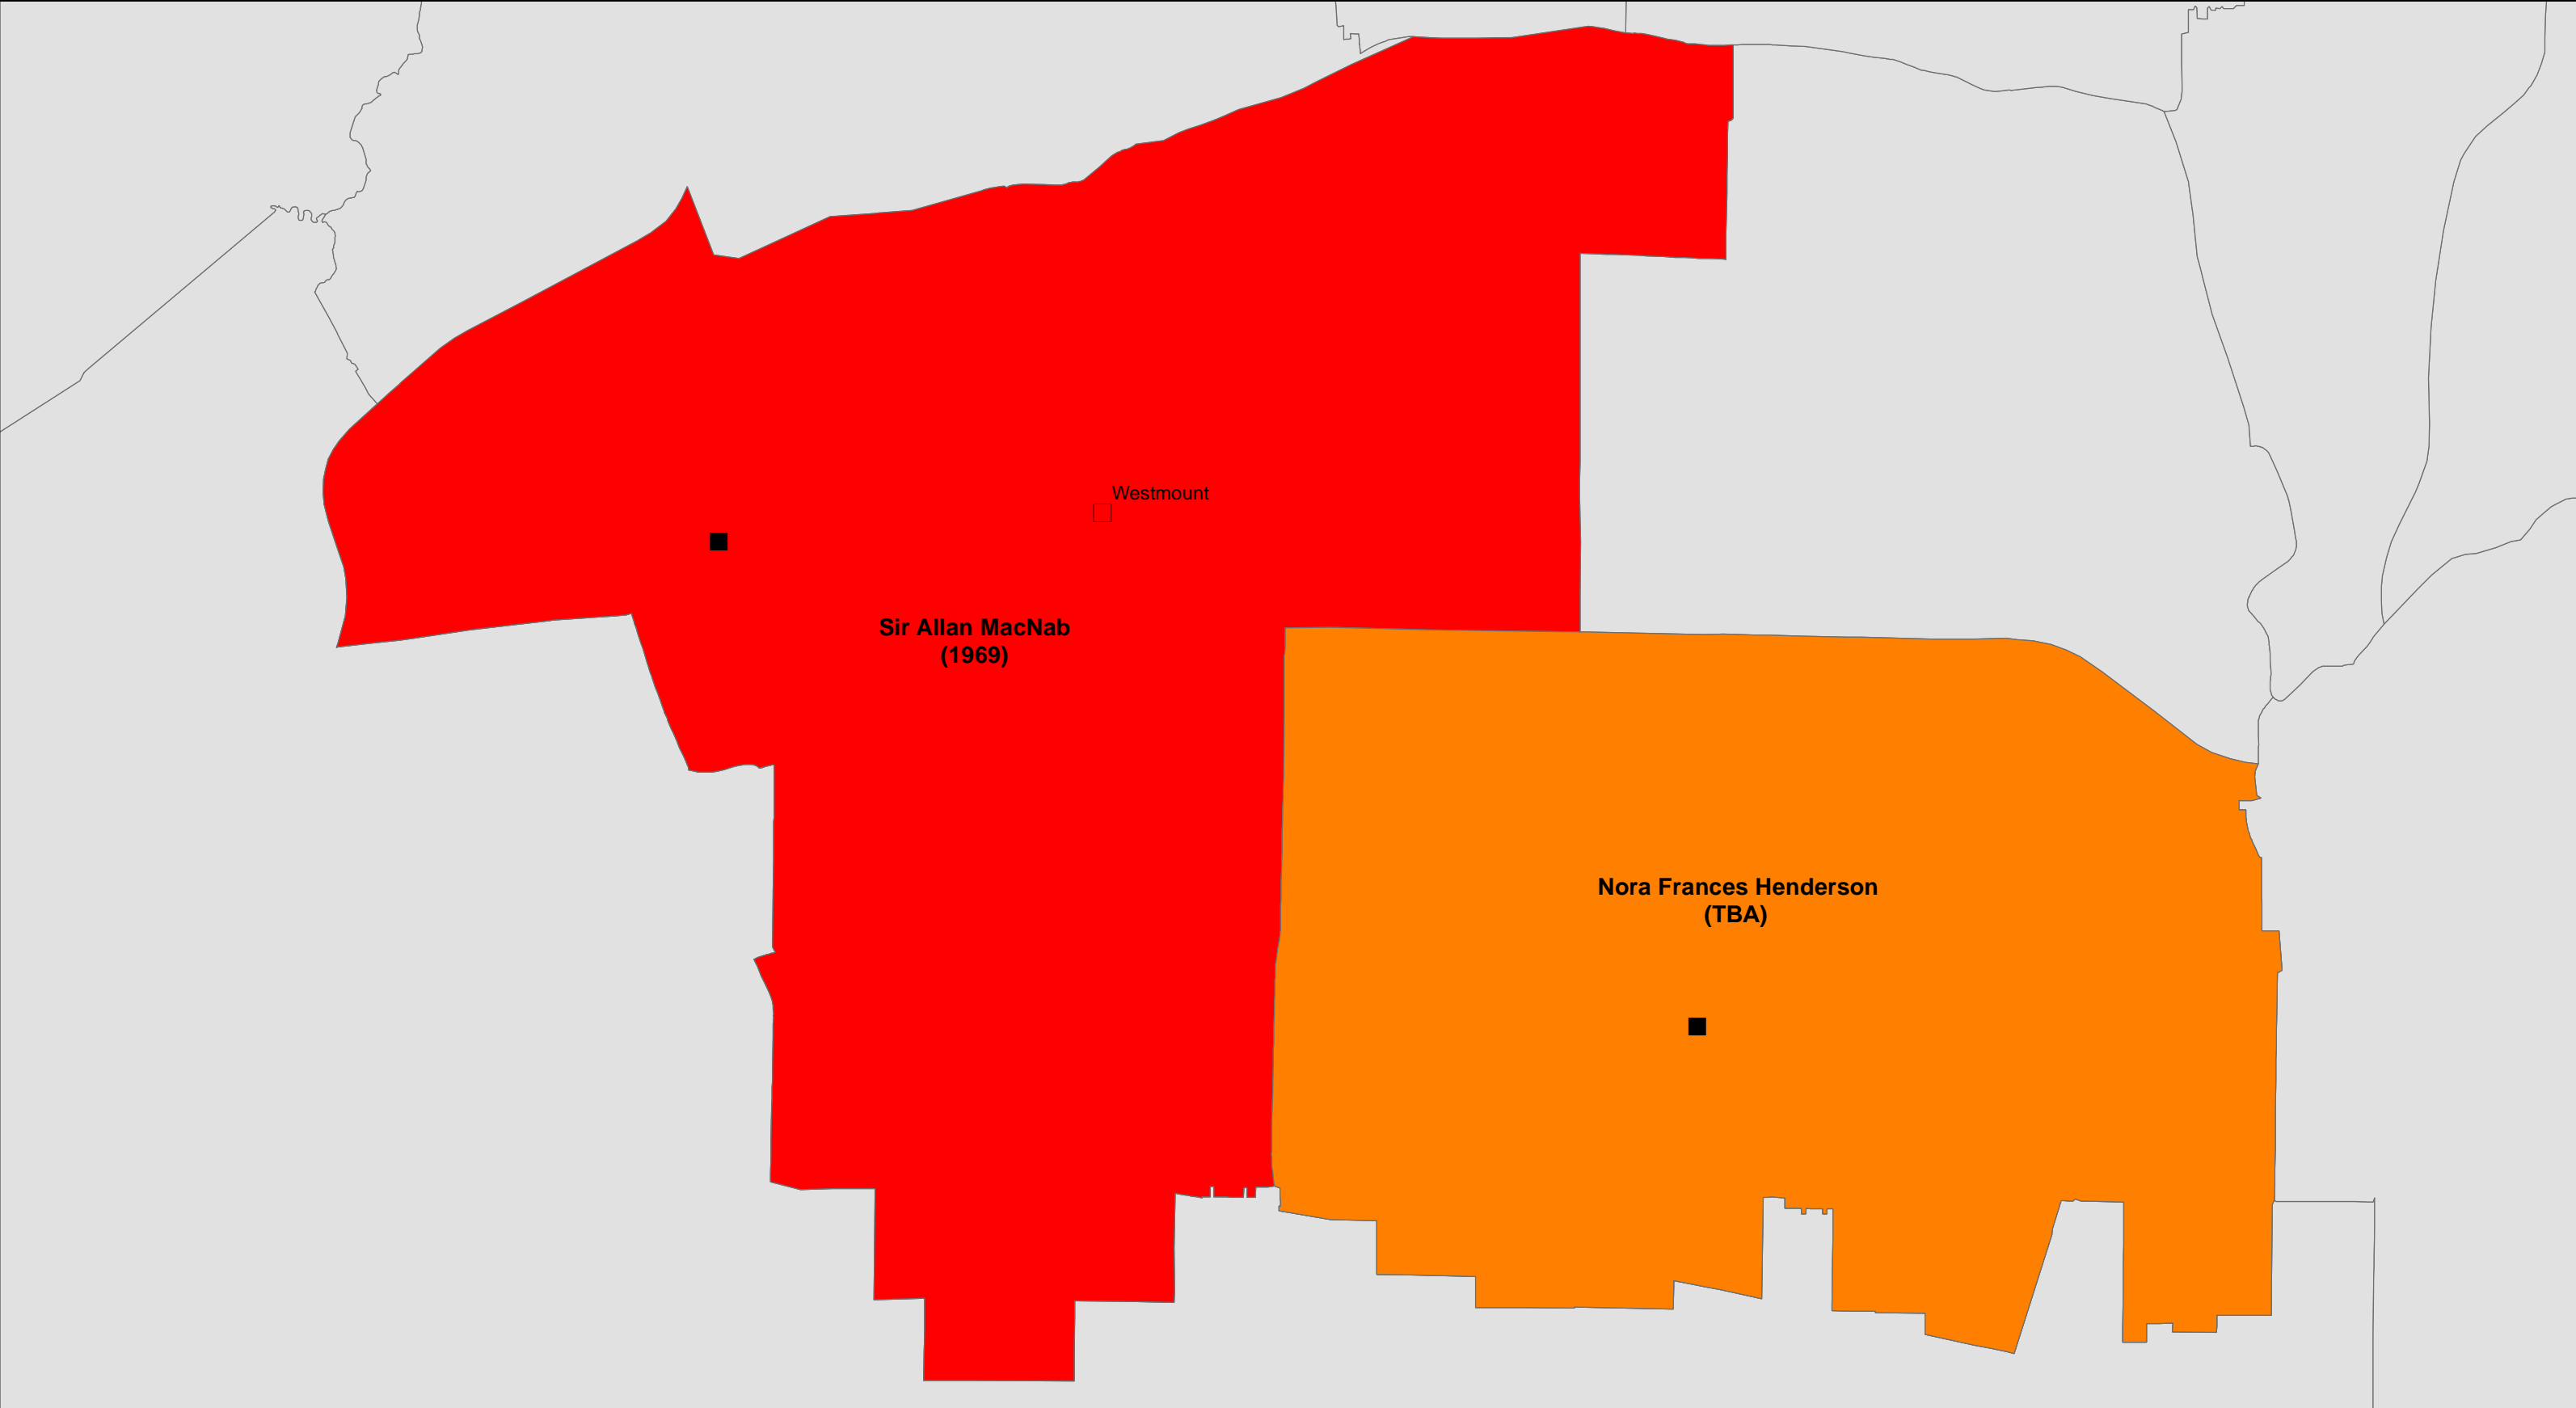 Westmount
Sir Allan MacNab
(1969)
Nora Frances Henderson
(TBA)